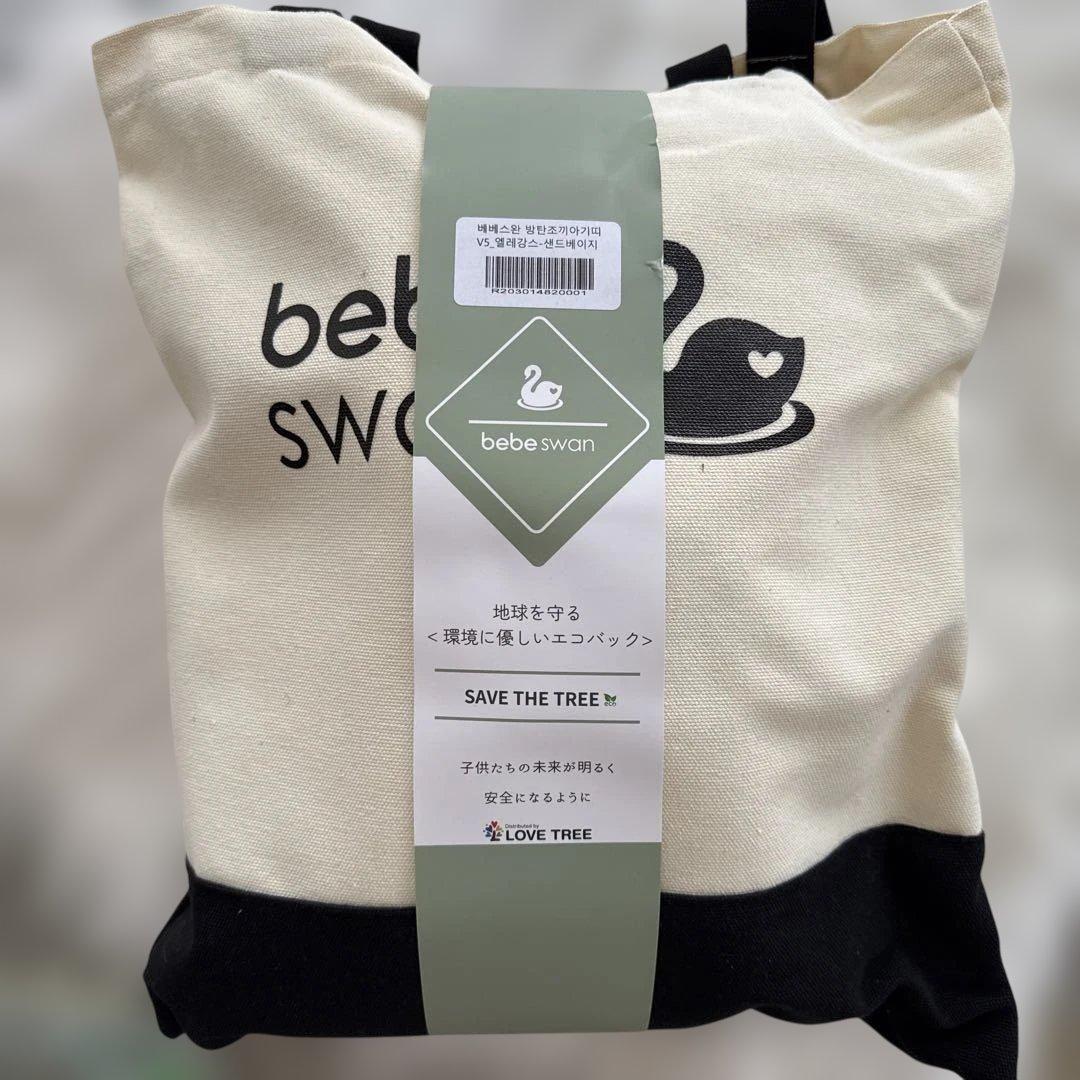 베베스완 방탄조끼아기띠
V5_엘레강스-샌드베이지
R203014820001
beb
swa
bebe swan
地球を守る
<環境に優しいエコバック>
SAVE THE TREE eco
子供たちの未来が明るく
安全になるように
Distributed by
LOVE TREE